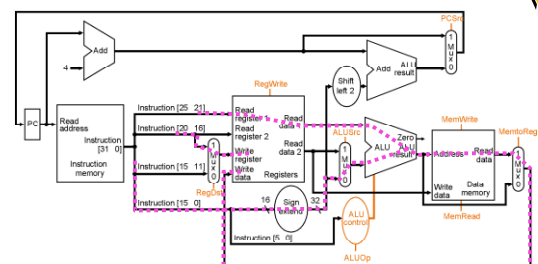 PCSrc
1
M
u
x
0
Add
Add ALU
result
4
Shift
left 2
RegWrite
PC
Read
address
Instruction
[31 0]
Instruction
memory
Instruction [25 21]
Read
register 1
Read
data 1
Instruction [20 16]
Read
register 2
Read
data 2
0
M
u
x
1
Write
register
Write
data
Registers
Instruction [15 11]
RegDst
Instruction [15 0]
16
Sign
extend
32
ALUSrc
1
M
u
x
0
Zero
ALU
ALU
result
ALU
control
Instruction [5 0]
ALUOp
MemWrite
Address
Read
data
Write
data
Data
memory
MemRead
MemtoReg
1
M
u
x
0